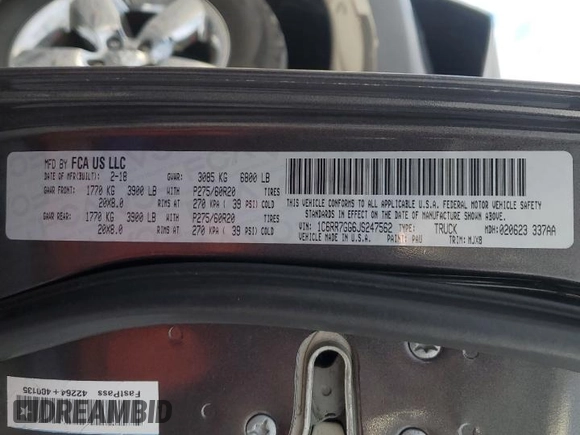 MFD BY FCA US LLC
DATE OF MFR(BUILT): 2-18 GVWR: 3085 KG 6800 LB
GAWR FRONT: 1770 KG 3900 LB WITH P275/60R20 TIRES
20X8.0 RIMS AT 270 KPA ( 39 PSI) COLD
GAWR REAR: 1770 KG 3900 LB WITH P275/60R20 TIRES
20X8.0 RIMS AT 270 KPA ( 39 PSI) COLD
THIS VEHICLE CONFORMS TO ALL APPLICABLE U.S.A. FEDERAL MOTOR VEHICLE SAFETY
STANDARDS IN EFFECT ON THE DATE OF MANUFACTURE SHOWN ABOVE.
VIN: 1C6RR7GG6JS247562 TYPE: TRUCK MDH: 020623 337AA
VEHICLE MADE IN U.S.A. PAINT: PAU TRIM: MJX8
FastPass 42264+400135
DREAMBID